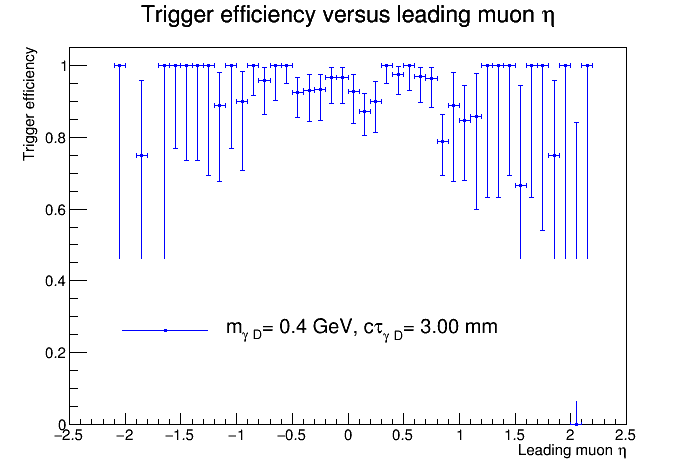 Trigger efficiency versus leading muon η
Trigger efficiency
1
0.8
0.6
0.4
0.2
0
m_γ D= 0.4 GeV, cτ_γ D= 3.00 mm
−2.5 −2 −1.5 −1 −0.5 0 0.5 1 1.5 2 2.5
Leading muon η